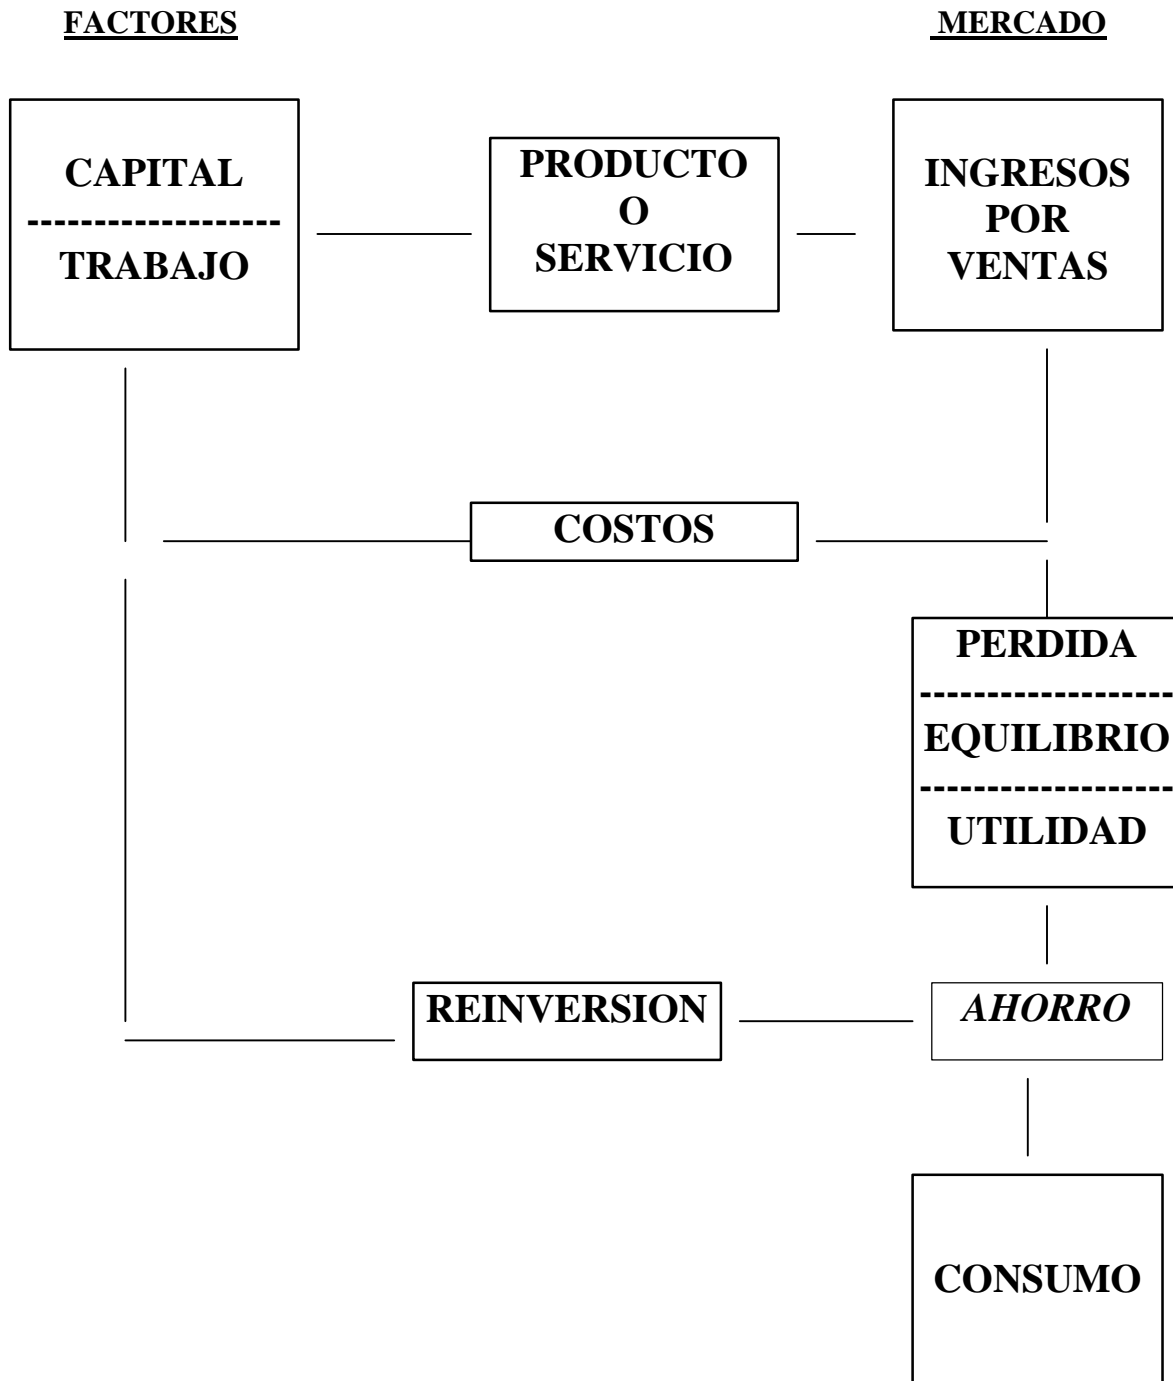 FACTORES
MERCADO
CAPITAL
-------------------
TRABAJO
PRODUCTO
O
SERVICIO
INGRESOS
POR
VENTAS
COSTOS
PERDIDA
-------------------
EQUILIBRIO
-------------------
UTILIDAD
REINVERSION
AHORRO
CONSUMO